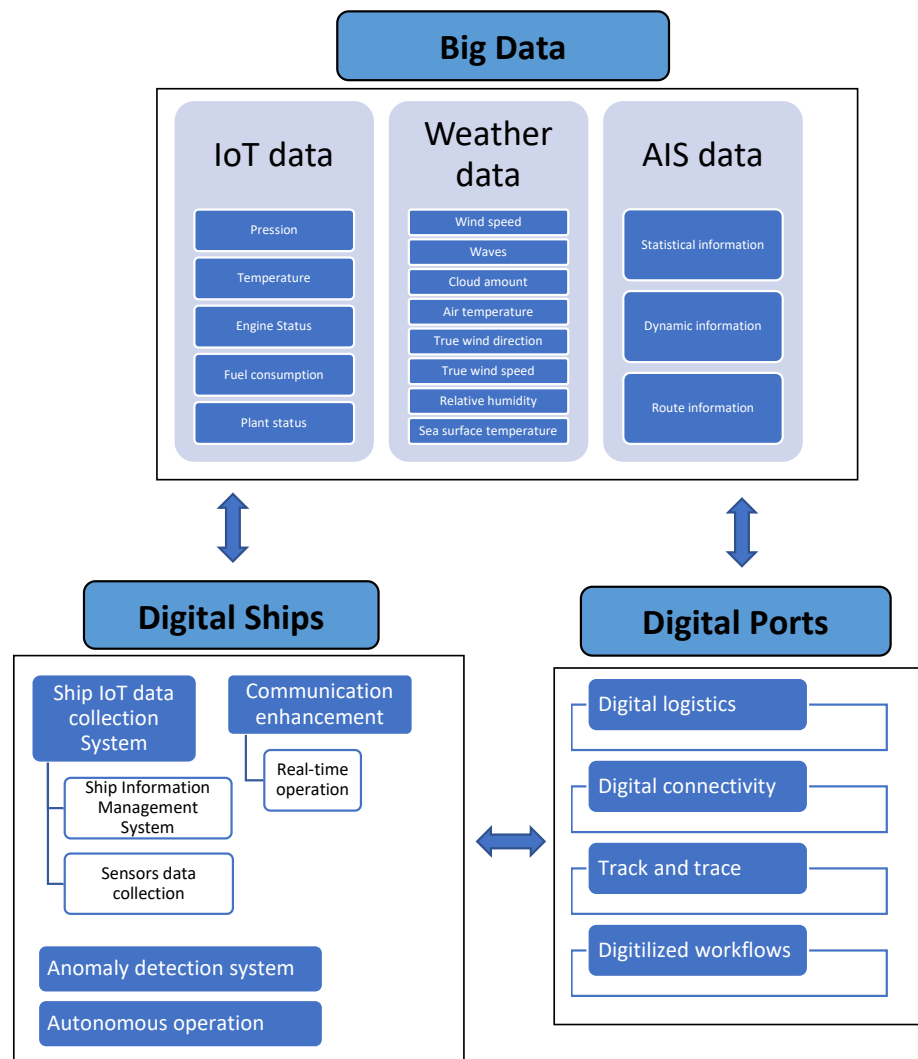 Big Data
IoT data
Pression
Temperature
Engine Status
Fuel consumption
Plant status
Weather
data
Wind speed
Waves
Cloud amount
Air temperature
True wind direction
True wind speed
Relative humidity
Sea surface temperature
AIS data
Statistical information
Dynamic information
Route information
Digital Ships
Ship IoT data
collection
System
Ship Information
Management
System
Sensors data
collection
Communication
enhancement
Real-time
operation
Anomaly detection system
Autonomous operation
Digital Ports
Digital logistics
Digital connectivity
Track and trace
Digitilized workflows